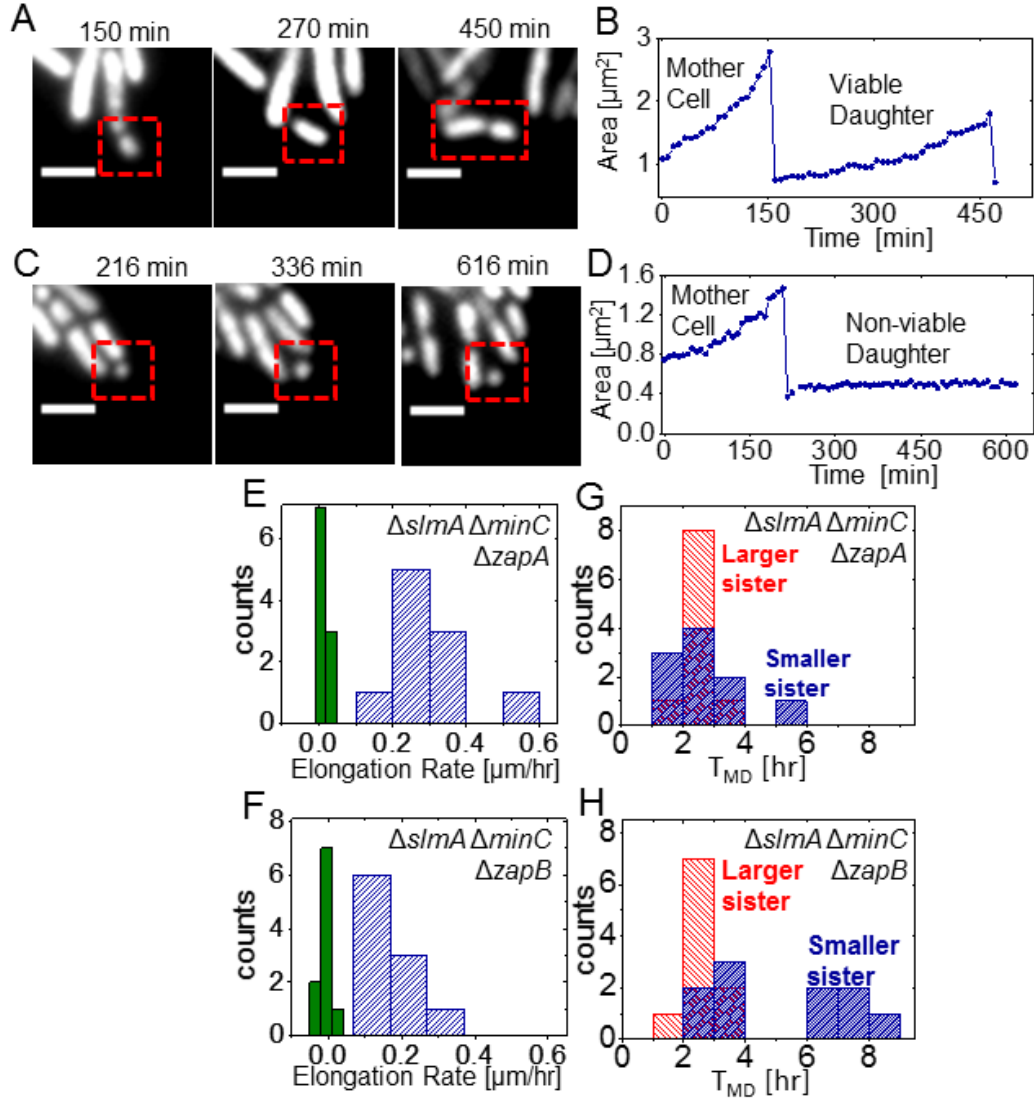 A
150 min
270 min
450 min
B
Area [µm²]
3
2
1
Mother
Cell
Viable
Daughter
0
150
300
450
Time [min]
C
216 min
336 min
616 min
D
Area [µm²]
1.6
1.2
0.8
0.4
0.0
Mother
Cell
Non-viable
Daughter
0
150
300
450
600
Time [min]
E
counts
6
4
2
0
ΔslmA ΔminC
ΔzapA
0.0
0.2
0.4
0.6
Elongation Rate [µm/hr]
G
counts
8
6
4
2
0
ΔslmA ΔminC
ΔzapA
Larger
sister
Smaller
sister
0
2
4
6
8
TMD [hr]
F
counts
8
6
4
2
0
ΔslmA ΔminC
ΔzapB
0.0
0.2
0.4
0.6
Elongation Rate [µm/hr]
H
counts
8
6
4
2
0
ΔslmA ΔminC
ΔzapB
Larger
sister
Smaller
sister
0
2
4
6
8
TMD [hr]